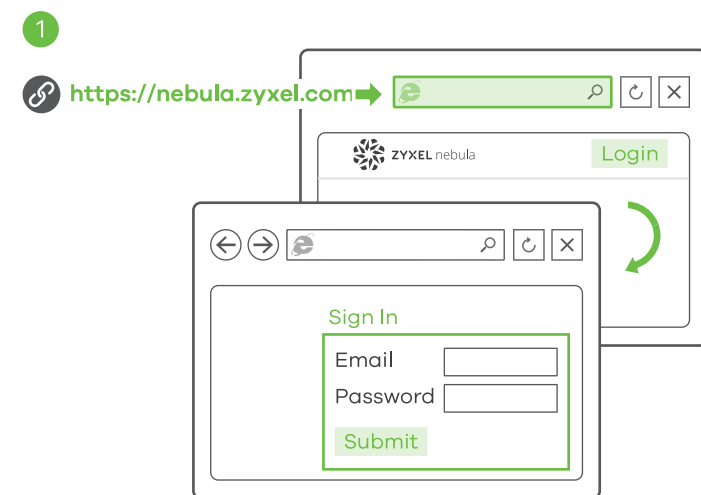 1
https://nebula.zyxel.com
ZYXEL nebula
Login
Sign In
Email
Password
Submit